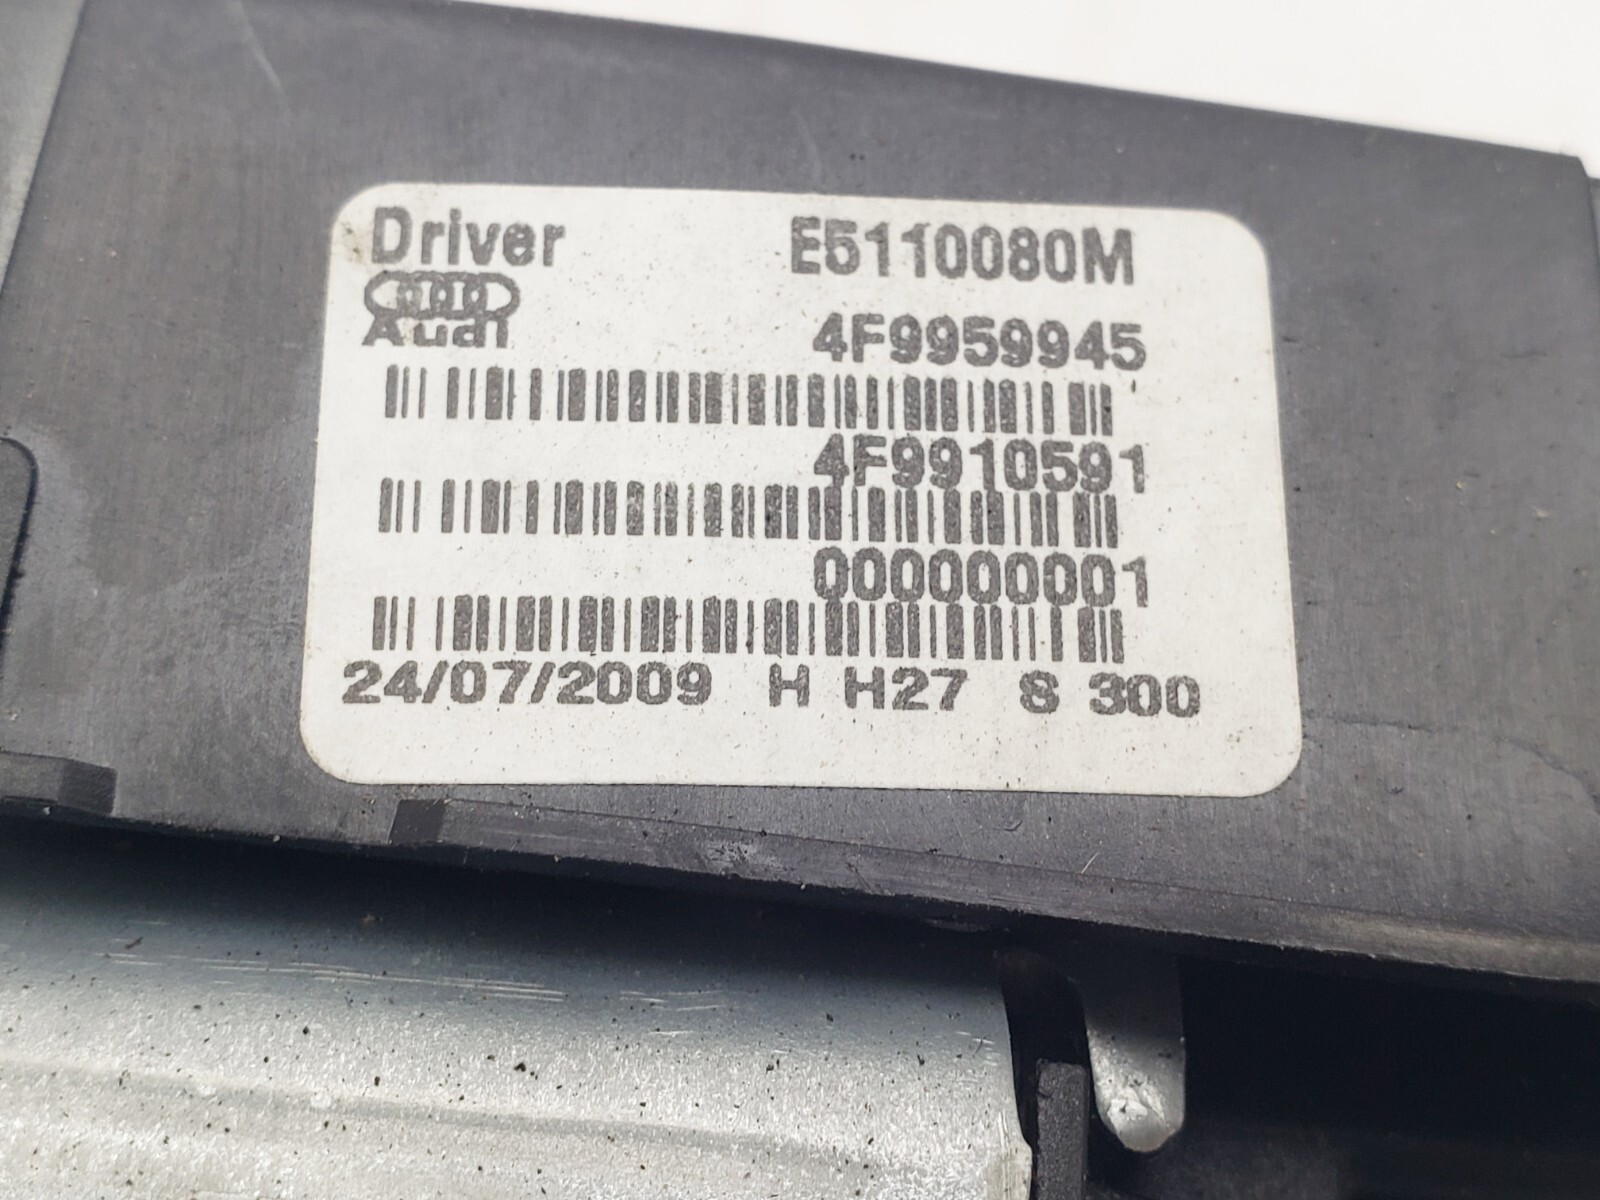 Driver E5110080M
Audi 4F9959945
4F9910591
000000001
24/07/2009 H H27 S 300